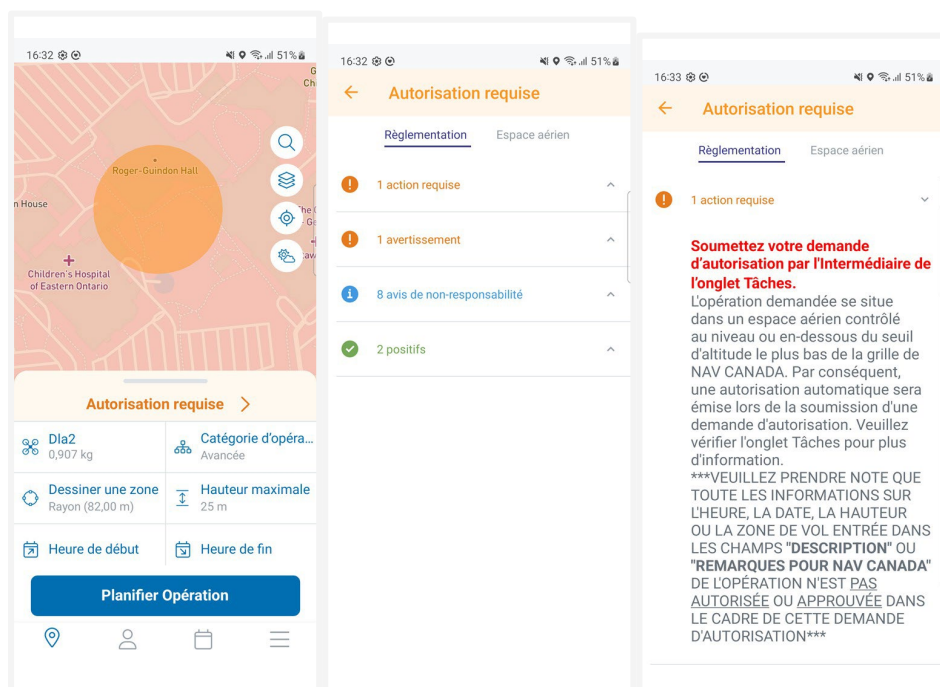 16:32
51%
G
Ch
Roger-Guindon Hall
n House
The
G
Children's Hospital
of Eastern Ontario
Autorisation requise
Dla2
0,907 kg
Catégorie d'opéra...
Avancée
Dessiner une zone
Rayon (82,00 m)
Hauteur maximale
25 m
Heure de début
Heure de fin
Planifier Opération
16:32
51%
Autorisation requise
Règlementation
Espace aérien
1 action requise
1 avertissement
8 avis de non-responsabilité
2 positifs
16:33
51%
Autorisation requise
Règlementation
Espace aérien
1 action requise
Soumettez votre demande
d'autorisation par l'Intermédiaire de
l'onglet Tâches.
L'opération demandée se situe
dans un espace aérien contrôlé
au niveau ou en-dessous du seuil
d'altitude le plus bas de la grille de
NAV CANADA. Par conséquent,
une autorisation automatique sera
émise lors de la soumission d'une
demande d'autorisation. Veuillez
vérifier l'onglet Tâches pour plus
d'information.
***VEUILLEZ PRENDRE NOTE QUE
TOUTE LES INFORMATIONS SUR
L'HEURE, LA DATE, LA HAUTEUR
OU LA ZONE DE VOL ENTRÉE DANS
LES CHAMPS "DESCRIPTION" OU
"REMARQUES POUR NAV CANADA"
DE L'OPÉRATION N'EST PAS
AUTORISÉE OU APPROUVÉE DANS
LE CADRE DE CETTE DEMANDE
D'AUTORISATION***